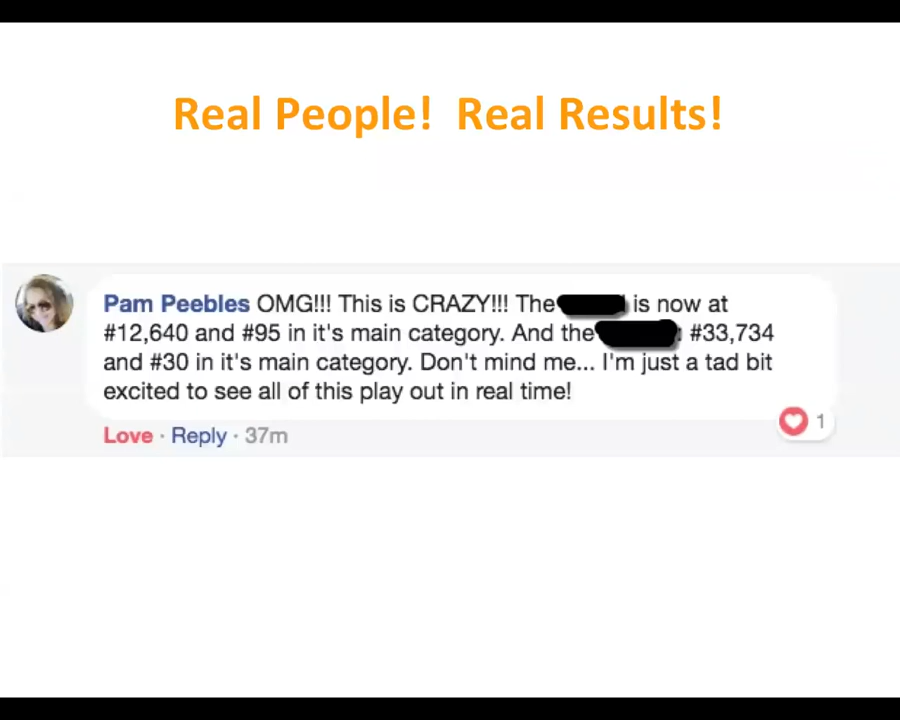 Real People!  Real Results!
Pam Peebles OMG!!! This is CRAZY!!! The is now at
#12,640 and #95 in it's main category. And the : #33,734
and #30 in it's main category. Don't mind me... I'm just a tad bit
excited to see all of this play out in real time!
Love · Reply · 37m
1